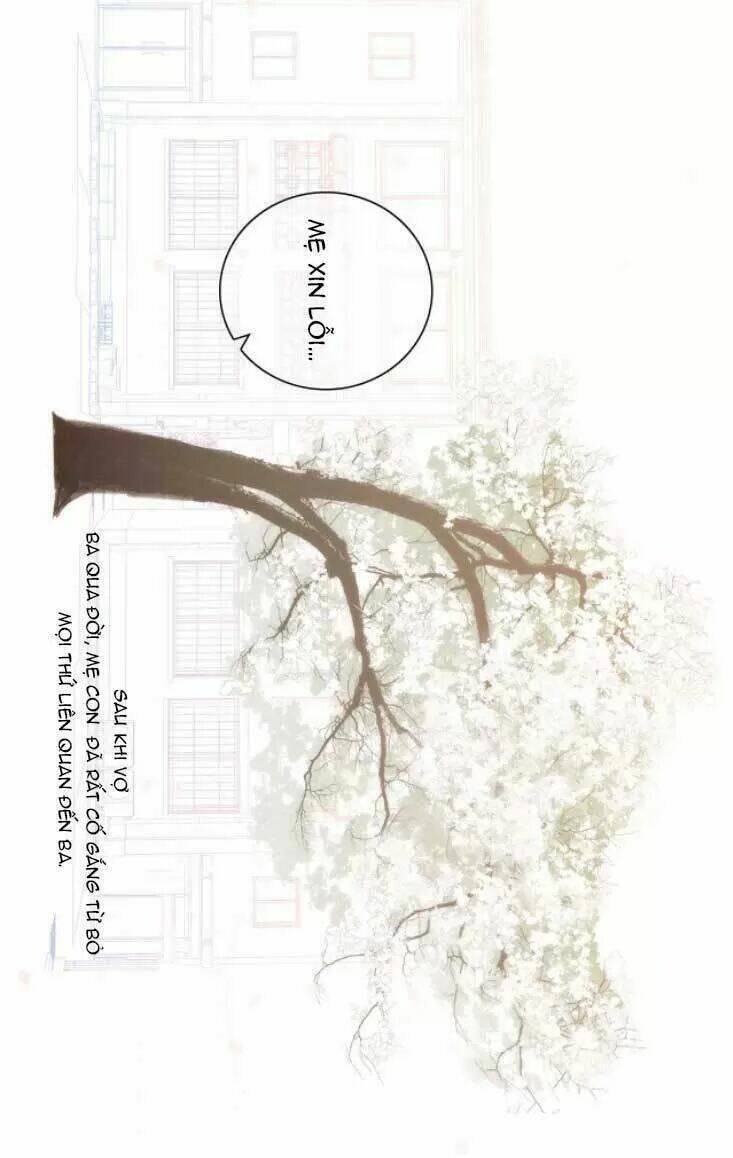 MẸ XIN LỖI...
SAU KHI VỢ
BA QUA ĐỜI, MẸ CON ĐÃ RẤT CỐ GẮNG TỪ BỎ
MỌI THỨ LIÊN QUAN ĐẾN BA.